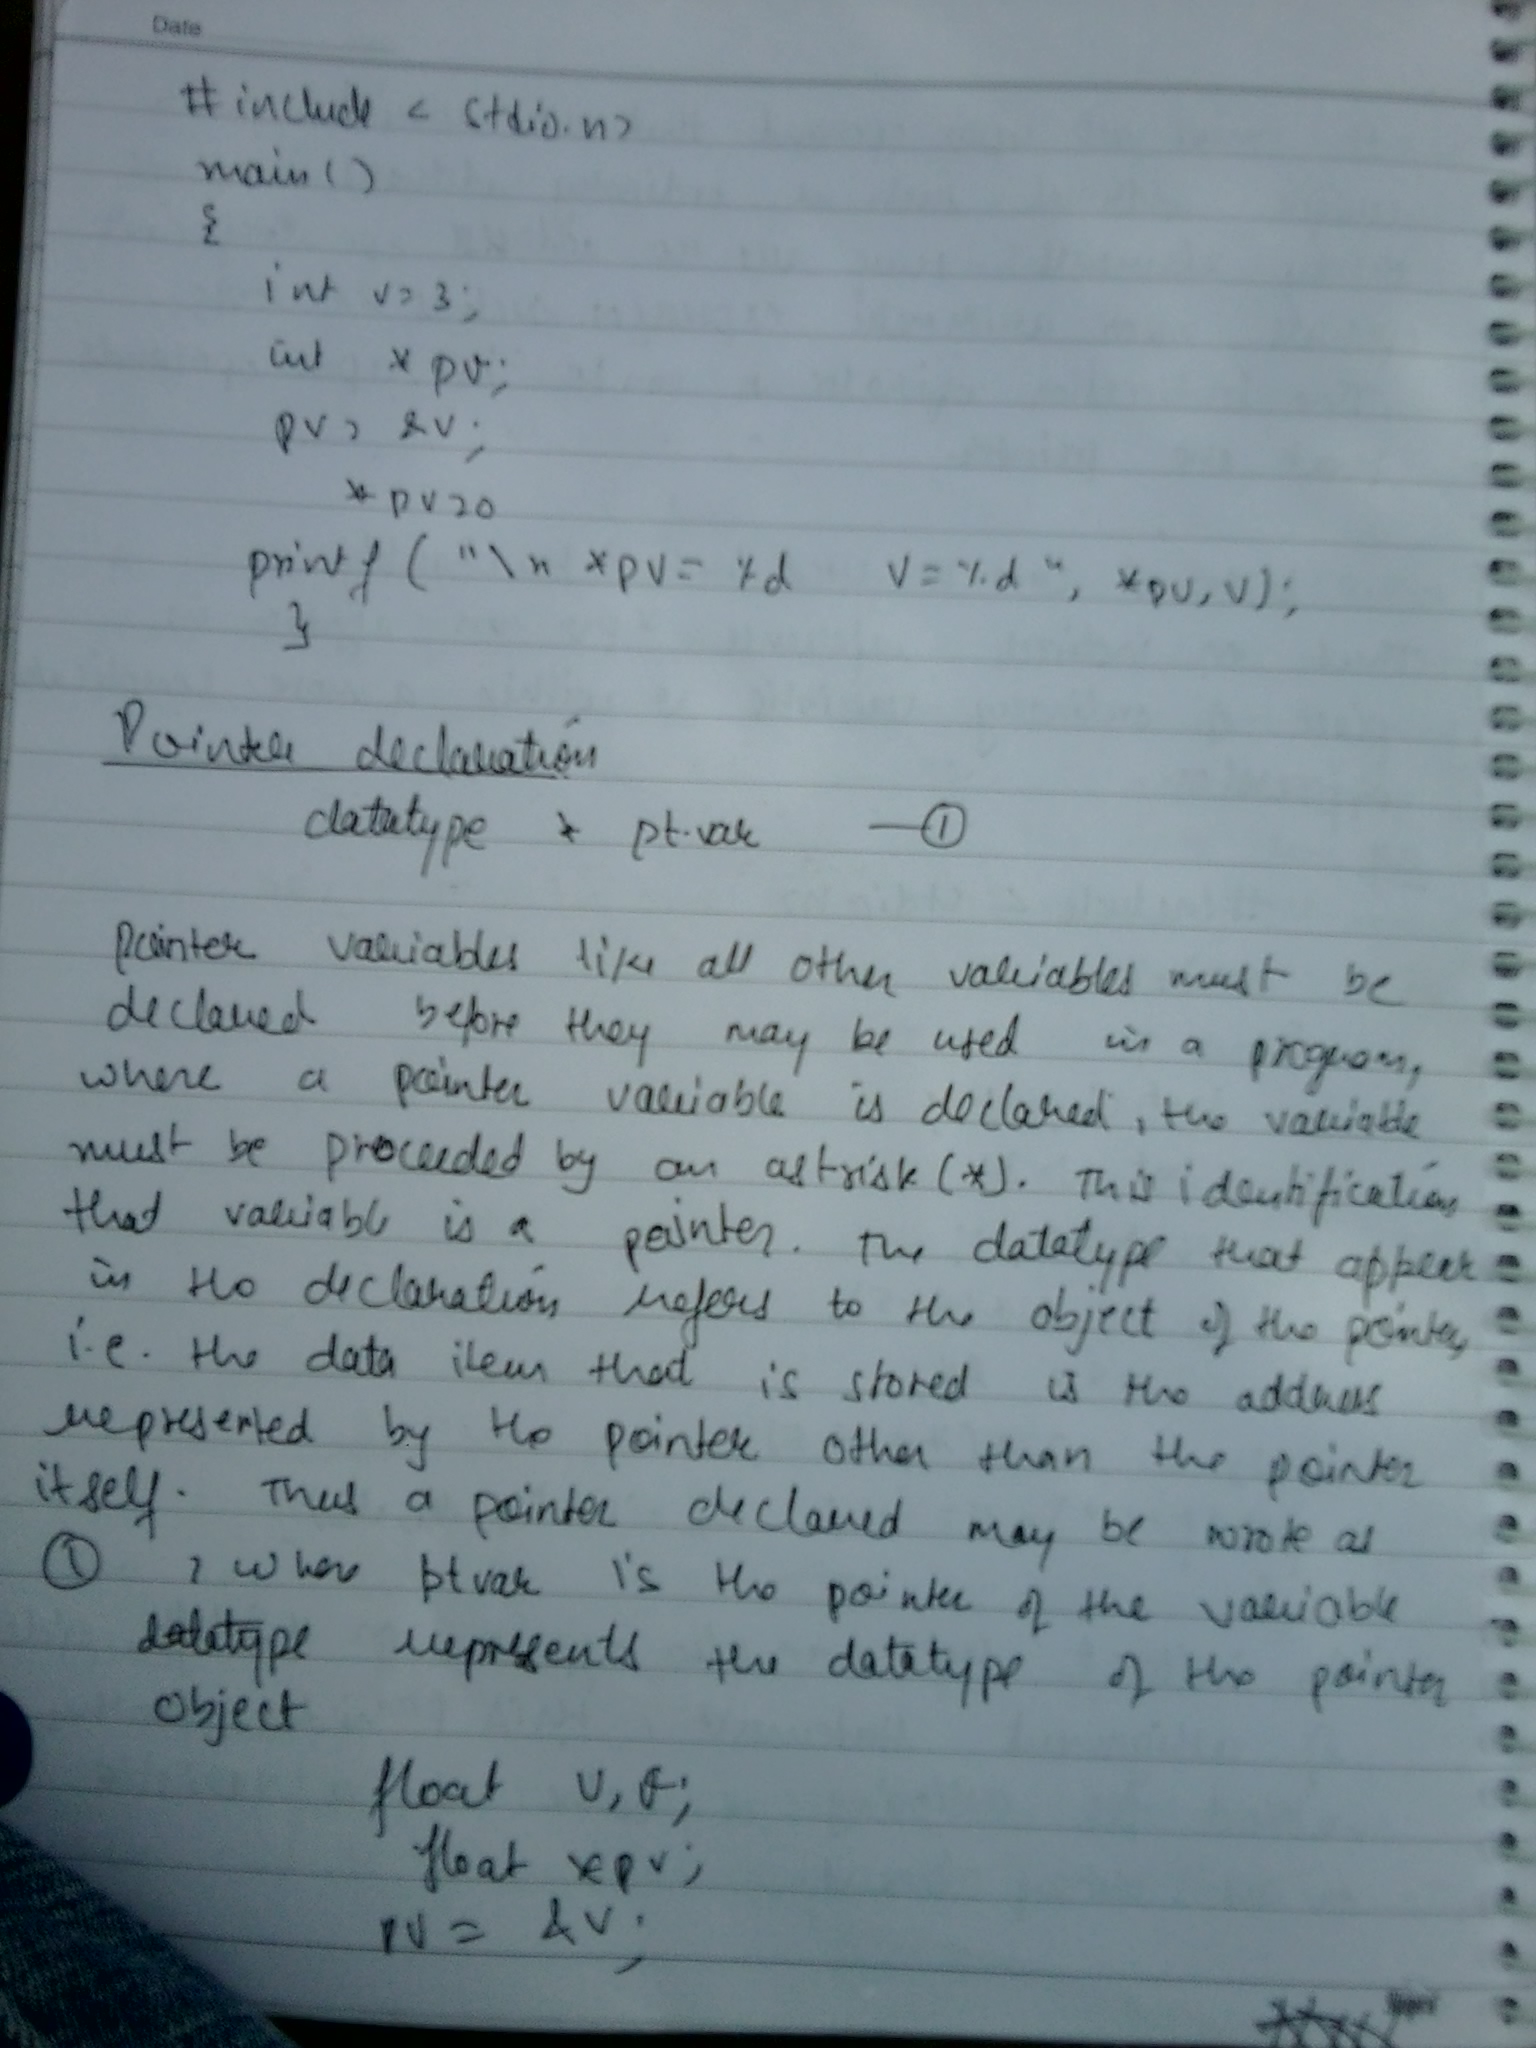 Date
#include < stdio.h>
main()
{
int v=3;
int *pv;
pv= &v;
*pv=0
printf ("\n *pv= %d v=%d", *pv,v);
}
Pointer declaration
datatype * pt.var —①
pointer variables like all other variables must be
declared before they may be used in a program,
where a pointer variable is declared, the variable
must be proceeded by an astrisk (*). This identification
that variable is a pointer. The datatype that appear
in the declaration refers to the object of the pointer,
i.e. the data item that is stored is the address
represented by the pointer other than the pointer
itself. Thus a pointer declared may be wrote as
① , where ptvar is the pointer of the variable
datatype represents the datatype of the pointer
object
float u, v;
float *pv;
pv = &v;